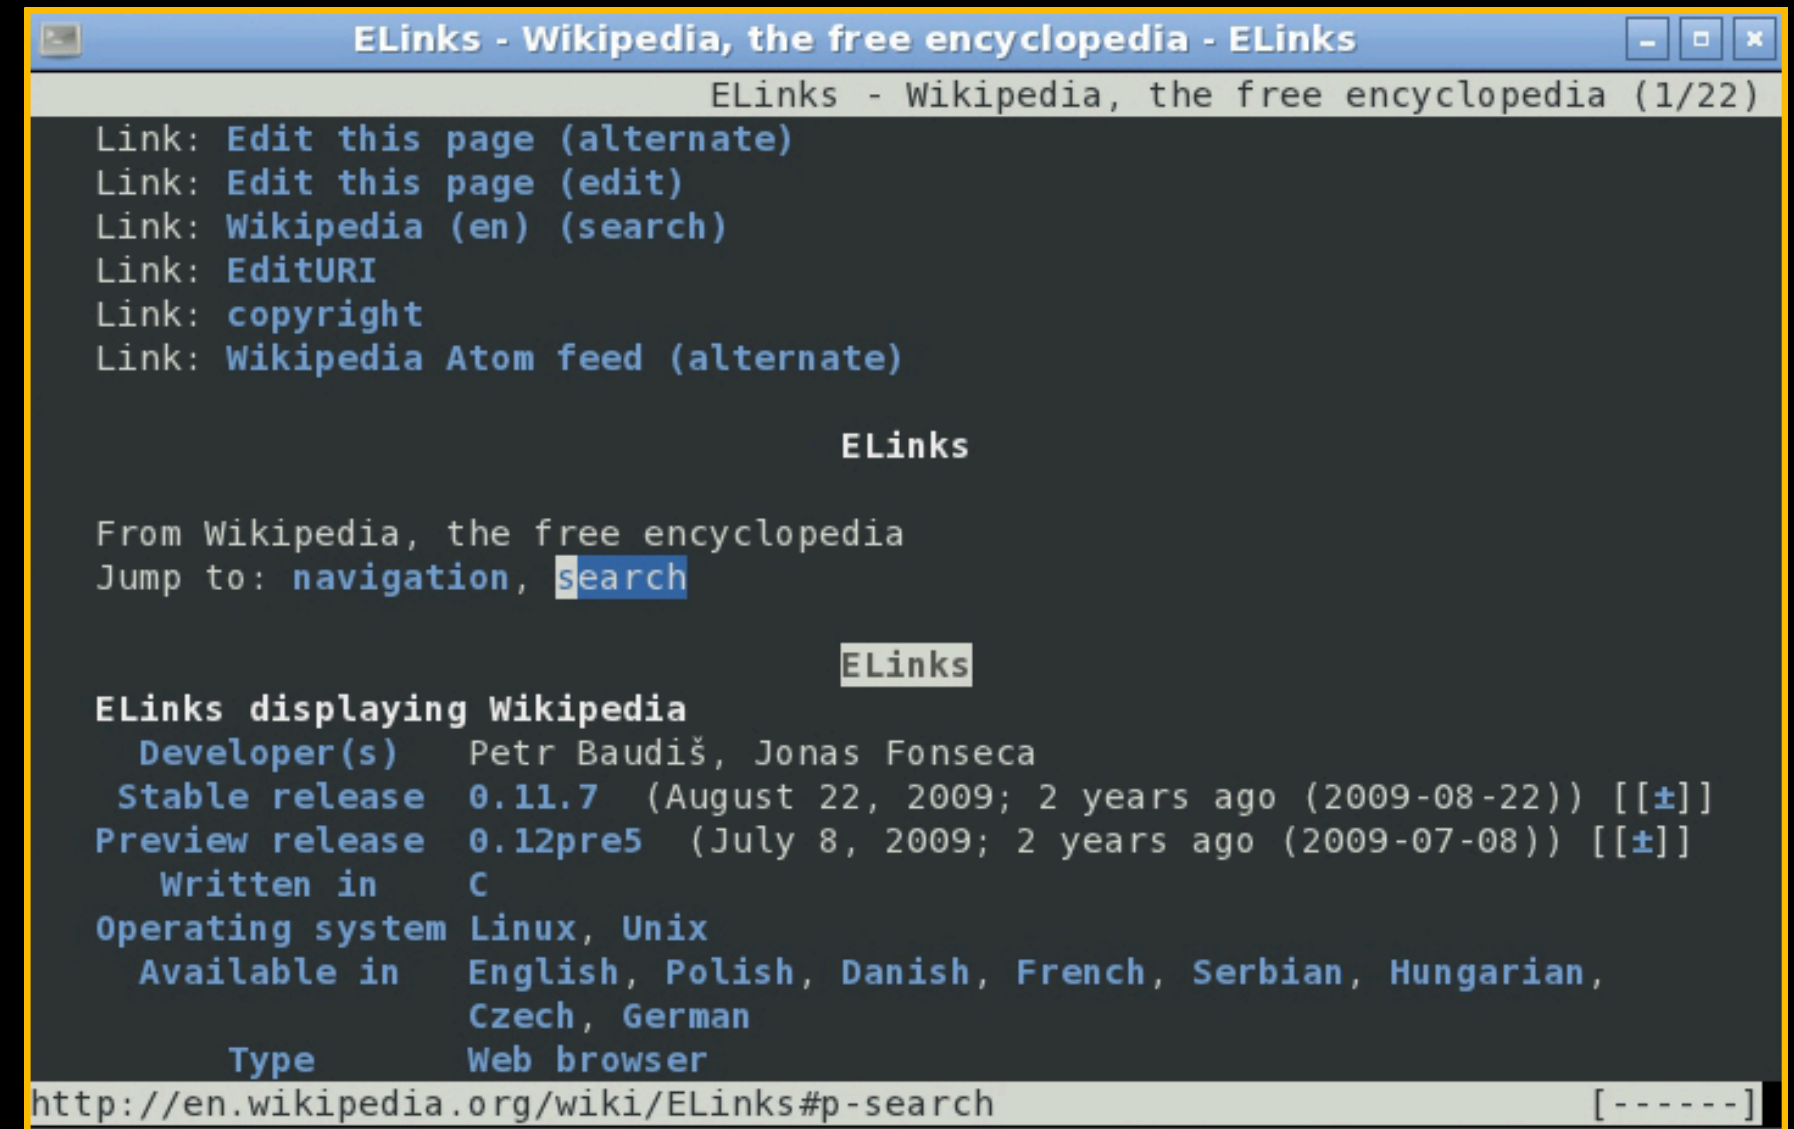 ELinks - Wikipedia, the free encyclopedia - ELinks
ELinks - Wikipedia, the free encyclopedia (1/22)
Link: Edit this page (alternate)
Link: Edit this page (edit)
Link: Wikipedia (en) (search)
Link: EditURI
Link: copyright
Link: Wikipedia Atom feed (alternate)
ELinks
From Wikipedia, the free encyclopedia
Jump to: navigation, search
ELinks
ELinks displaying Wikipedia
Developer(s) Petr Baudiš, Jonas Fonseca
Stable release 0.11.7 (August 22, 2009; 2 years ago (2009-08-22)) [[±]]
Preview release 0.12pre5 (July 8, 2009; 2 years ago (2009-07-08)) [[±]]
Written in C
Operating system Linux, Unix
Available in English, Polish, Danish, French, Serbian, Hungarian,
Czech, German
Type Web browser
http://en.wikipedia.org/wiki/ELinks#p-search [------]